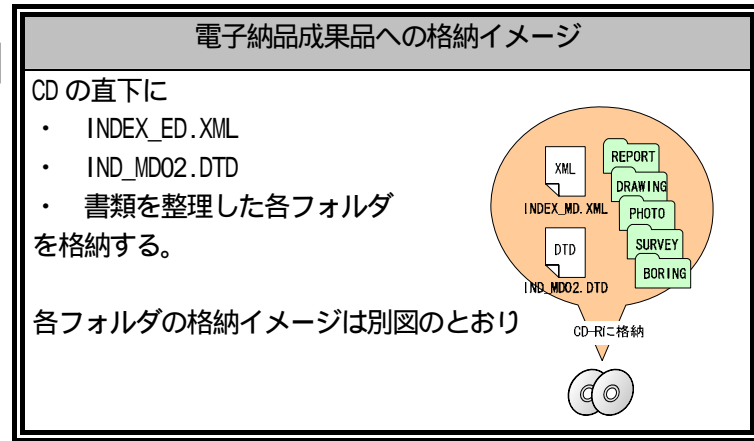 電子納品成果品への格納イメージ
CD の直下に
・ INDEX_ED.XML
・ IND_MD02.DTD
・ 書類を整理した各フォルダ
を格納する。
各フォルダの格納イメージは別図のとおり
XML
INDEX_MD.XML
DTD
IND_MD02.DTD
REPORT
DRAWING
PHOTO
SURVEY
BORING
CD-Rに格納